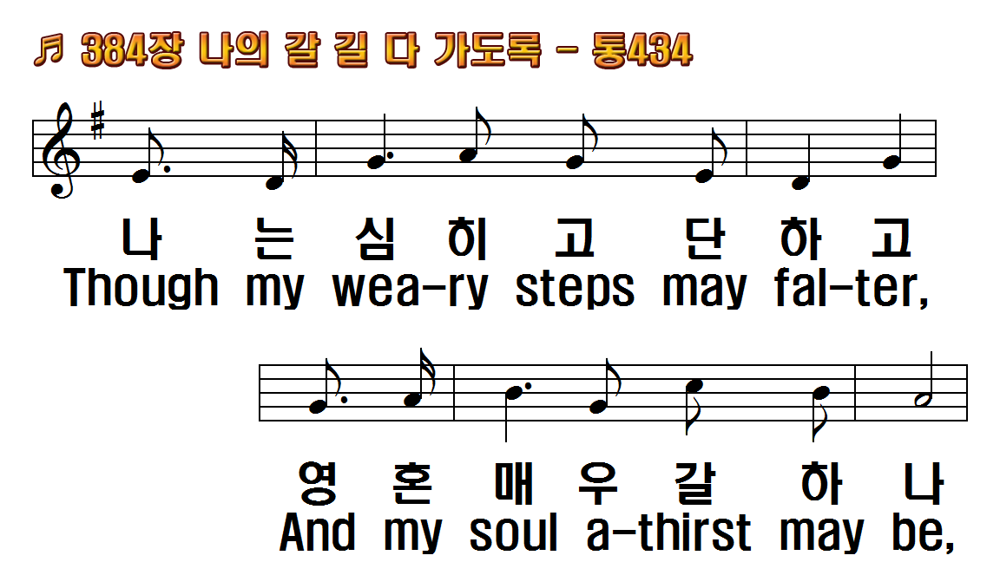 ♬ 384장 나의 갈 길 다 가도록 - 통434
나 는 심 히 고 단 하 고
Though my wea-ry steps may fal-ter,
영 혼 매 우 갈 하 나
And my soul a-thirst may be,